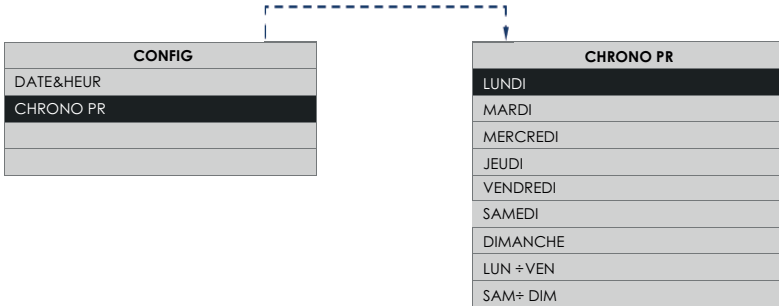 CONFIG
DATE&HEUR
CHRONO PR
CHRONO PR
LUNDI
MARDI
MERCREDI
JEUDI
VENDREDI
SAMEDI
DIMANCHE
LUN ÷VEN
SAM÷ DIM